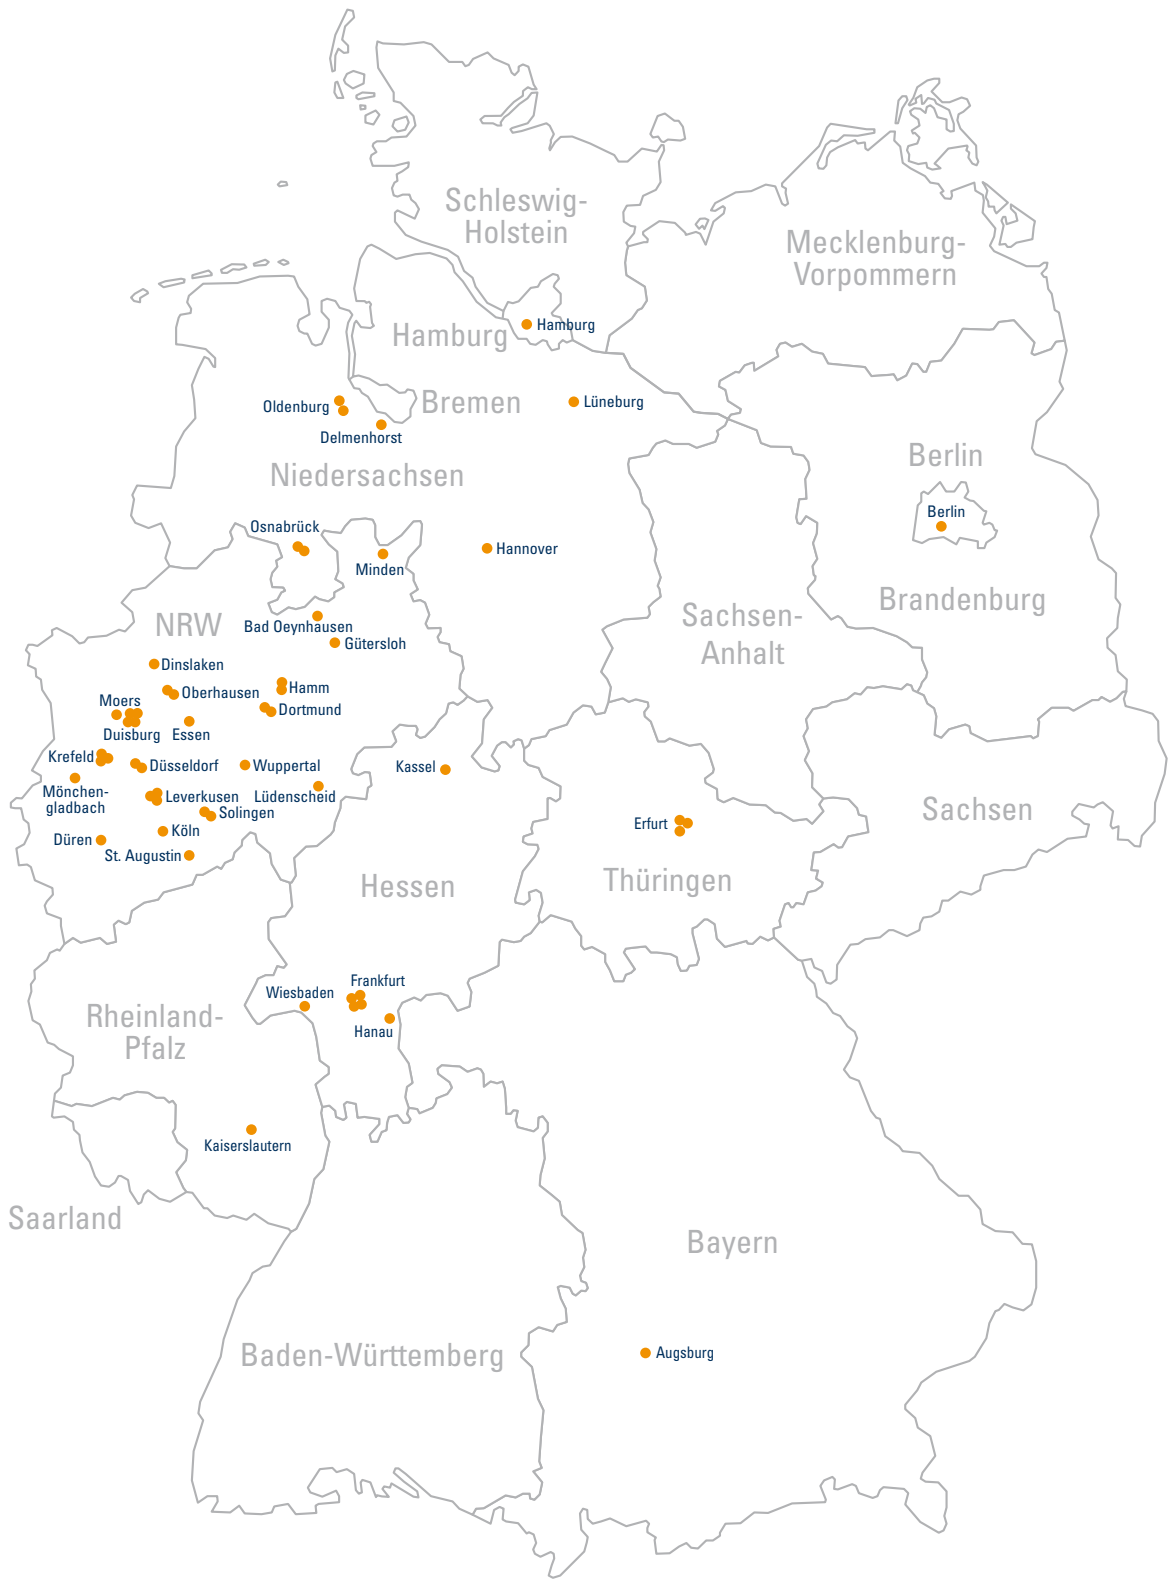 Schleswig-
Holstein
Mecklenburg-
Vorpommern
Hamburg
Hamburg
Bremen
Lüneburg
Oldenburg
Delmenhorst
Niedersachsen
Berlin
Berlin
Osnabrück
Hannover
Minden
Brandenburg
Sachsen-
Anhalt
NRW
Bad Oeynhausen
Gütersloh
Dinslaken
Oberhausen
Hamm
Moers
Dortmund
Duisburg
Essen
Krefeld
Düsseldorf
Wuppertal
Kassel
Mönchen-
gladbach
Leverkusen
Lüdenscheid
Solingen
Sachsen
Düren
Köln
Erfurt
St. Augustin
Hessen
Thüringen
Frankfurt
Wiesbaden
Hanau
Rheinland-
Pfalz
Kaiserslautern
Saarland
Bayern
Baden-Württemberg
Augsburg